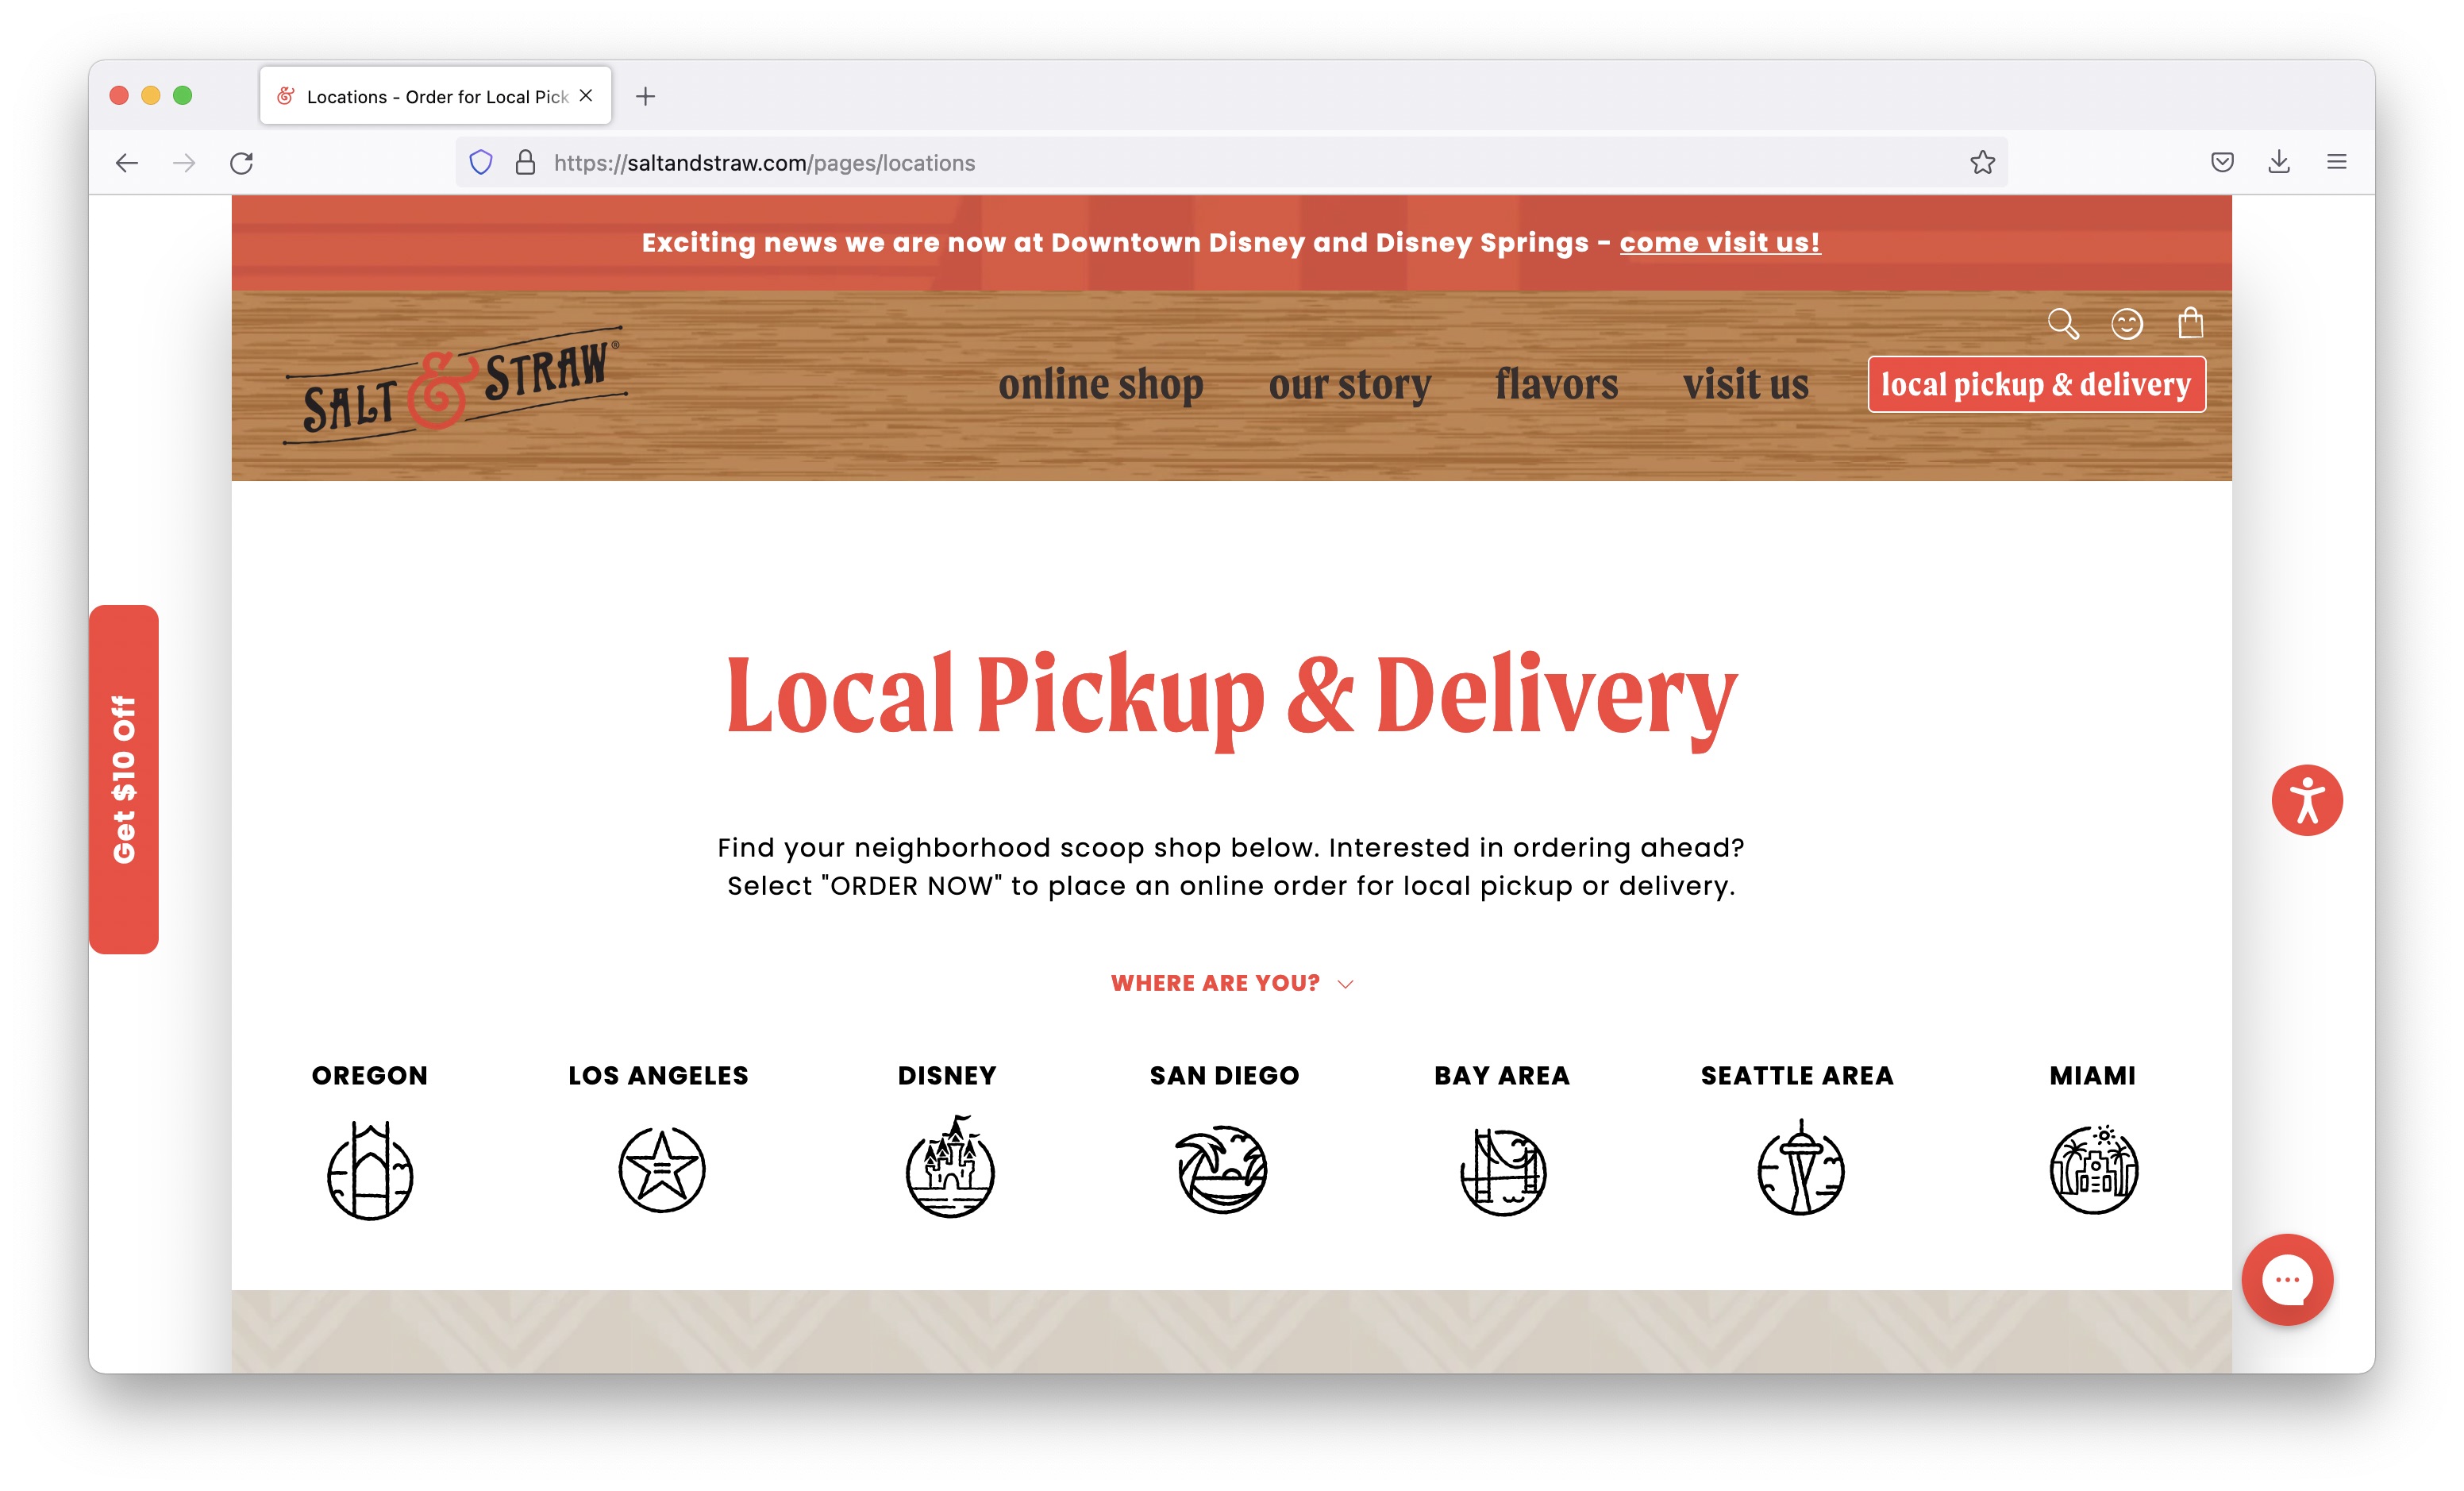 Locations - Order for Local Pick
https://saltandstraw.com/pages/locations
Exciting news we are now at Downtown Disney and Disney Springs - come visit us!
SALT & STRAW®
online shop our story flavors visit us local pickup & delivery
Local Pickup & Delivery
Get $10 Off
Find your neighborhood scoop shop below. Interested in ordering ahead?
Select "ORDER NOW" to place an online order for local pickup or delivery.
WHERE ARE YOU?
OREGON LOS ANGELES DISNEY SAN DIEGO BAY AREA SEATTLE AREA MIAMI